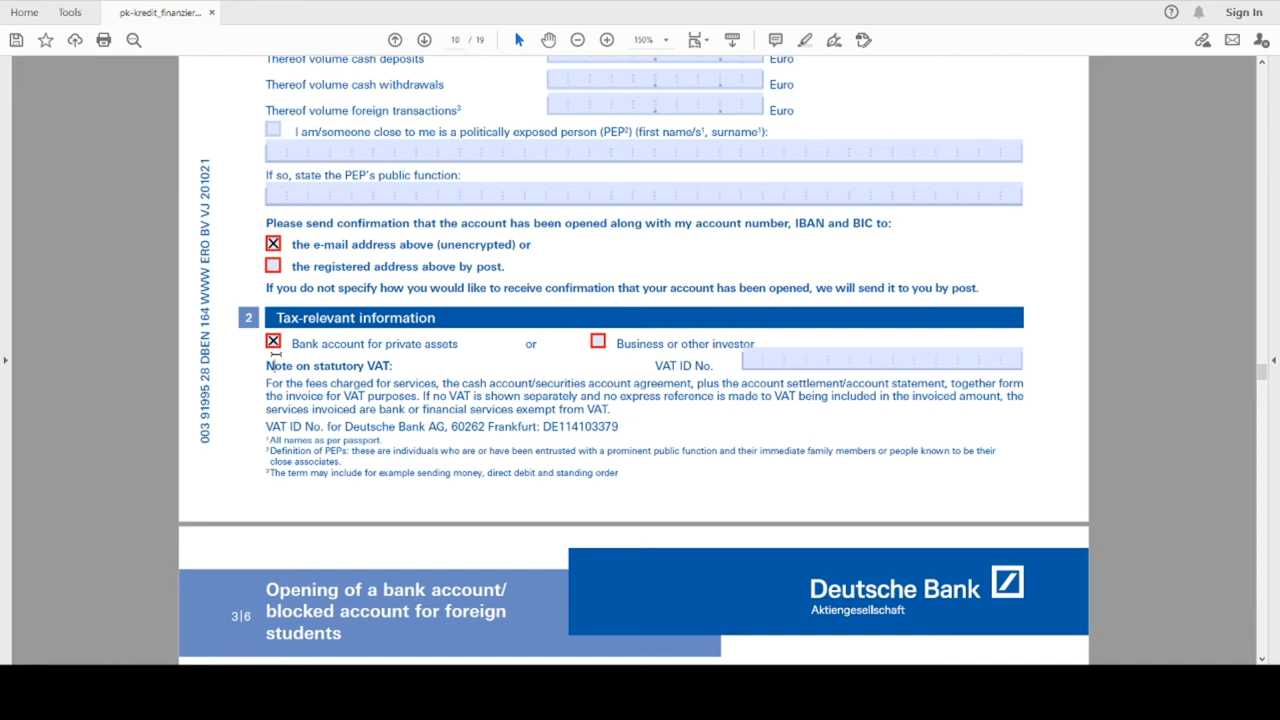 Home
Tools
pk-kredit_finanzier...
Sign In
10 / 19
150%
Thereof volume cash deposits
Euro
Thereof volume cash withdrawals
Euro
Thereof volume foreign transactions³
Euro
I am/someone close to me is a politically exposed person (PEP²) (first name/s¹, surname¹):
If so, state the PEP's public function:
Please send confirmation that the account has been opened along with my account number, IBAN and BIC to:
the e-mail address above (unencrypted) or
the registered address above by post.
If you do not specify how you would like to receive confirmation that your account has been opened, we will send it to you by post.
003 91995 28 DBEN 164 WWW ERO BV VJ 201021
2
Tax-relevant information
Bank account for private assets
or
Business or other investor
Note on statutory VAT:
VAT ID No.
For the fees charged for services, the cash account/securities account agreement, plus the account settlement/account statement, together form
the invoice for VAT purposes. If no VAT is shown separately and no express reference is made to VAT being included in the invoiced amount, the
services invoiced are bank or financial services exempt from VAT.
VAT ID No. for Deutsche Bank AG, 60262 Frankfurt: DE114103379
¹All names as per passport.
²Definition of PEPs: these are individuals who are or have been entrusted with a prominent public function and their immediate family members or people known to be their
close associates.
³The term may include for example sending money, direct debit and standing order
3|6
Opening of a bank account/
blocked account for foreign
students
Deutsche Bank
Aktiengesellschaft